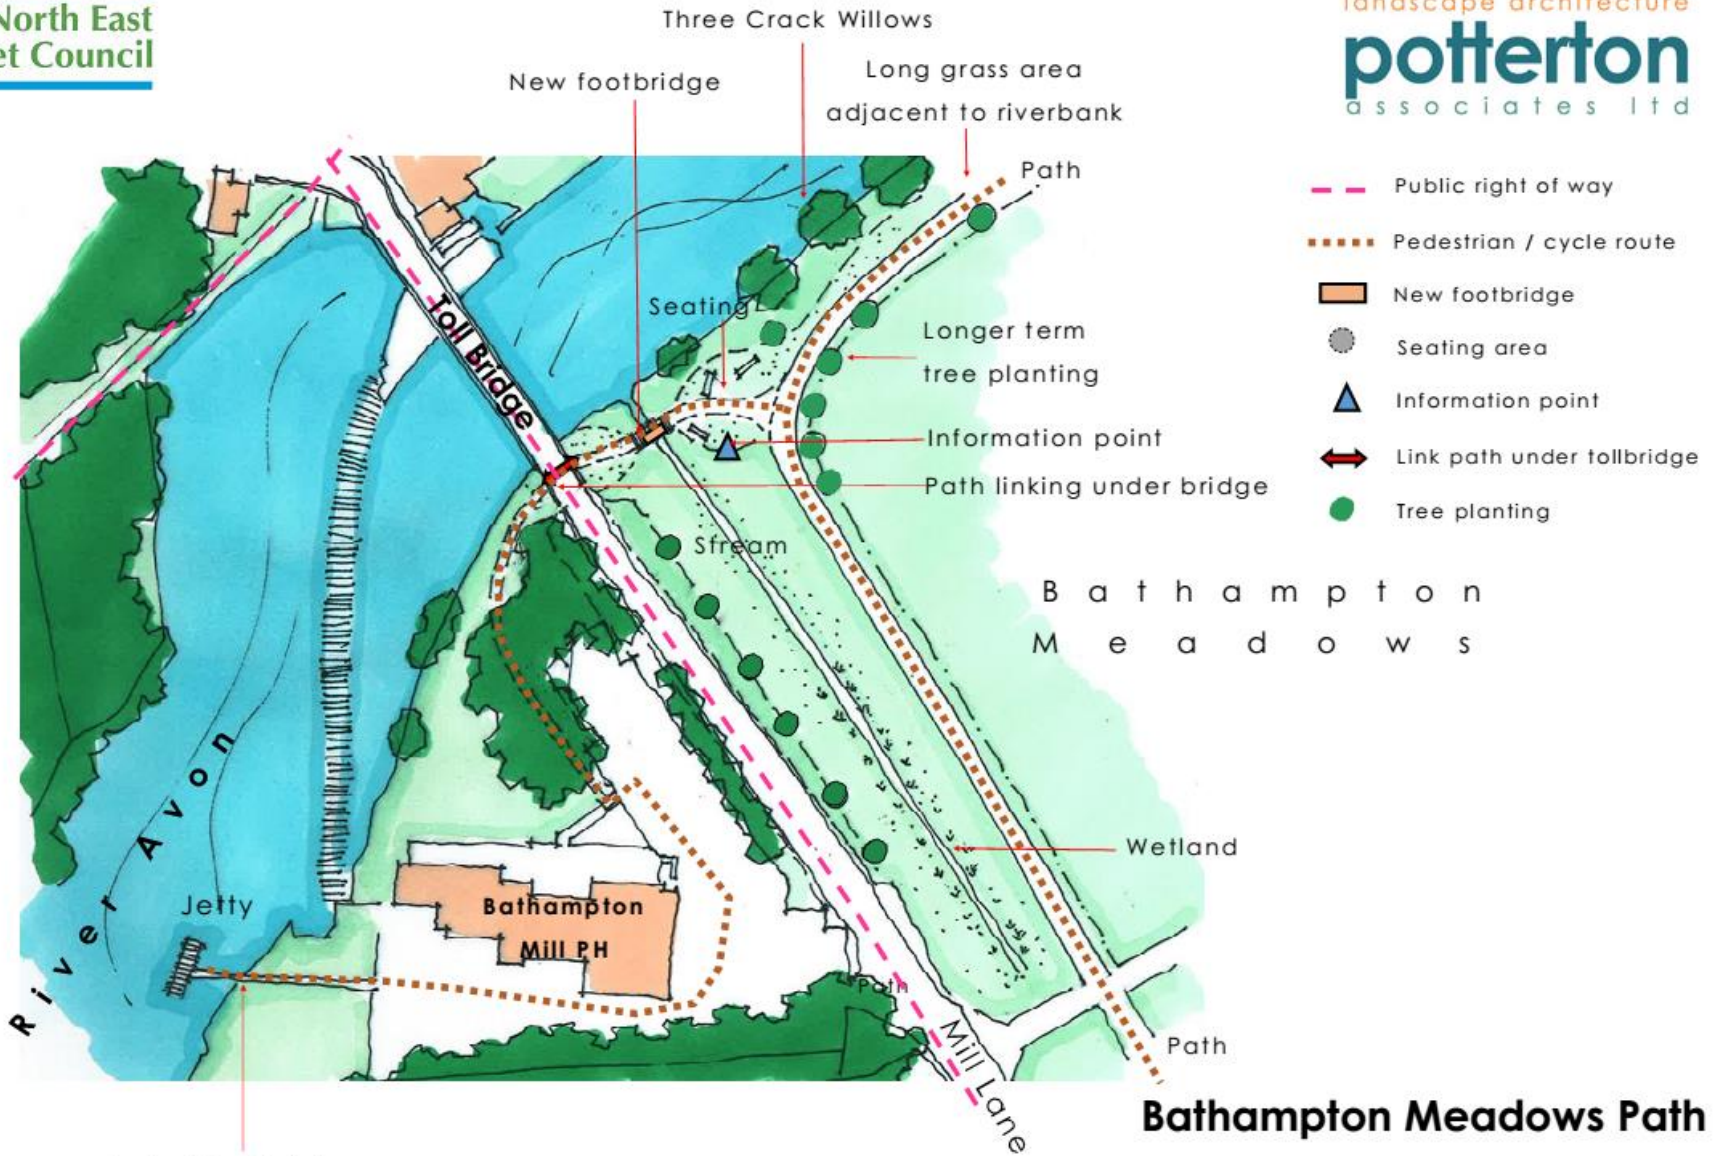 North East
et Council
landscape architecture
potterton
associates ltd
Three Crack Willows
New footbridge
Long grass area
adjacent to riverbank
Path
Public right of way
Pedestrian / cycle route
New footbridge
Seating area
Information point
Link path under tollbridge
Tree planting
Toll Bridge
Seating
Longer term
tree planting
Information point
Path linking under bridge
Stream
Bathampton
Meadows
River Avon
Wetland
Jetty
Bathampton
Mill PH
Path
Mill Lane
Path
Bathampton Meadows Path